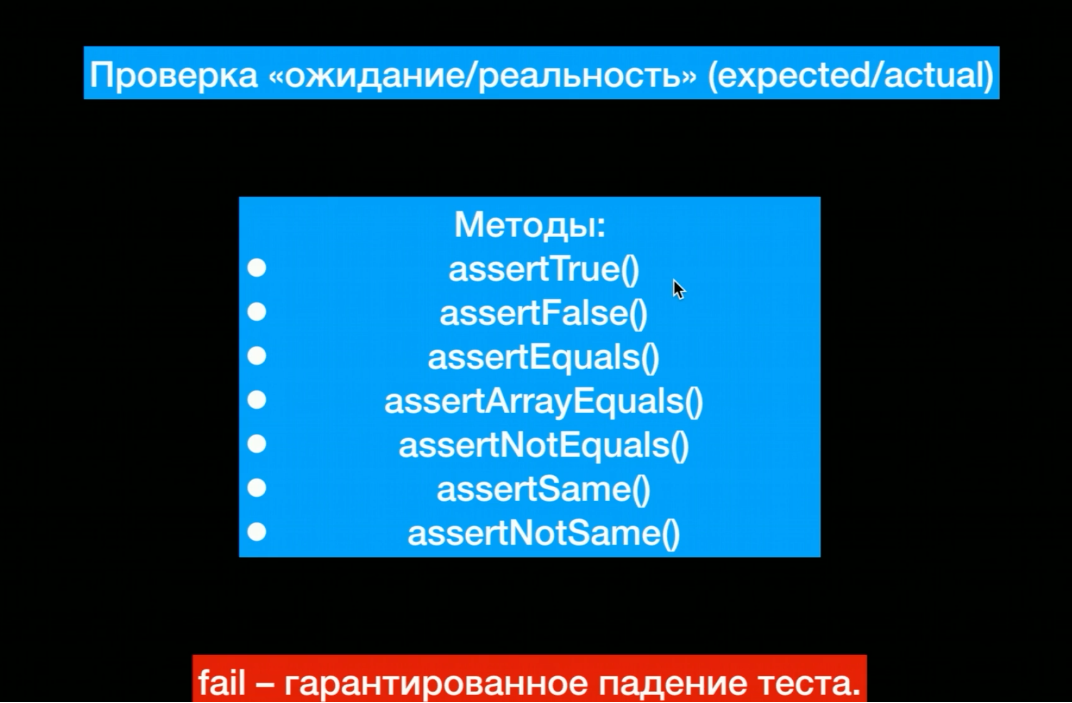 Проверка «ожидание/реальность» (expected/actual)
Методы:
assertTrue()
assertFalse()
assertEquals()
assertArrayEquals()
assertNotEquals()
assertSame()
assertNotSame()
fail – гарантированное падение теста.